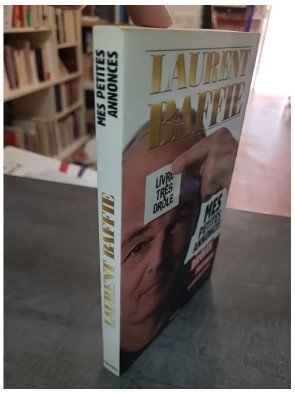 MES PETITES
ANNONCES
LAURENT BAFFIE
LAURENT
BAFFIE
LIVRE
TRÈS
DRÔLE
MES
PETITES
ANNONCES